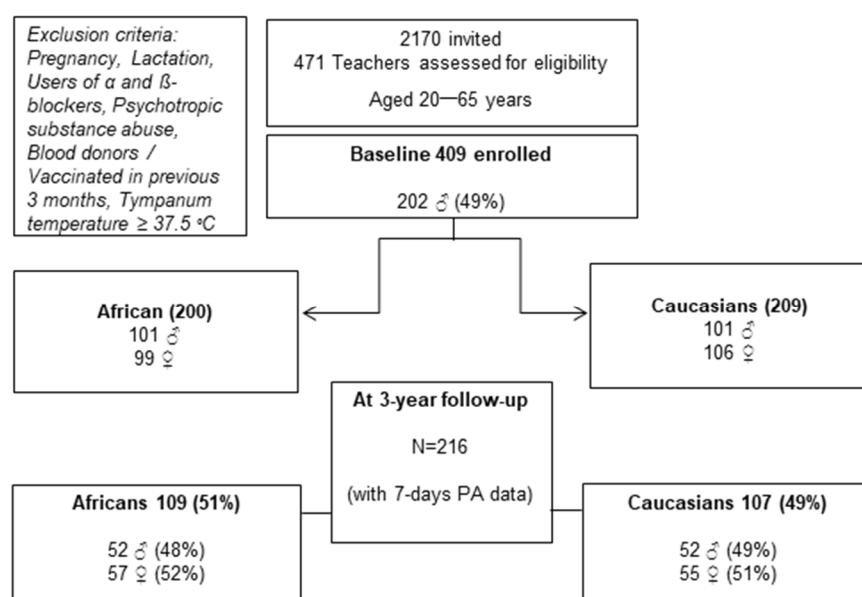 Exclusion criteria:
Pregnancy, Lactation,
Users of α and ß-
blockers, Psychotropic
substance abuse,
Blood donors /
Vaccinated in previous
3 months, Tympanum
temperature ≥ 37.5 °C
2170 invited
471 Teachers assessed for eligibility
Aged 20—65 years
Baseline 409 enrolled
202 ♂ (49%)
African (200)
101 ♂
99 ♀
Caucasians (209)
101 ♂
106 ♀
At 3-year follow-up
N=216
(with 7-days PA data)
Africans 109 (51%)
52 ♂ (48%)
57 ♀ (52%)
Caucasians 107 (49%)
52 ♂ (49%)
55 ♀ (51%)